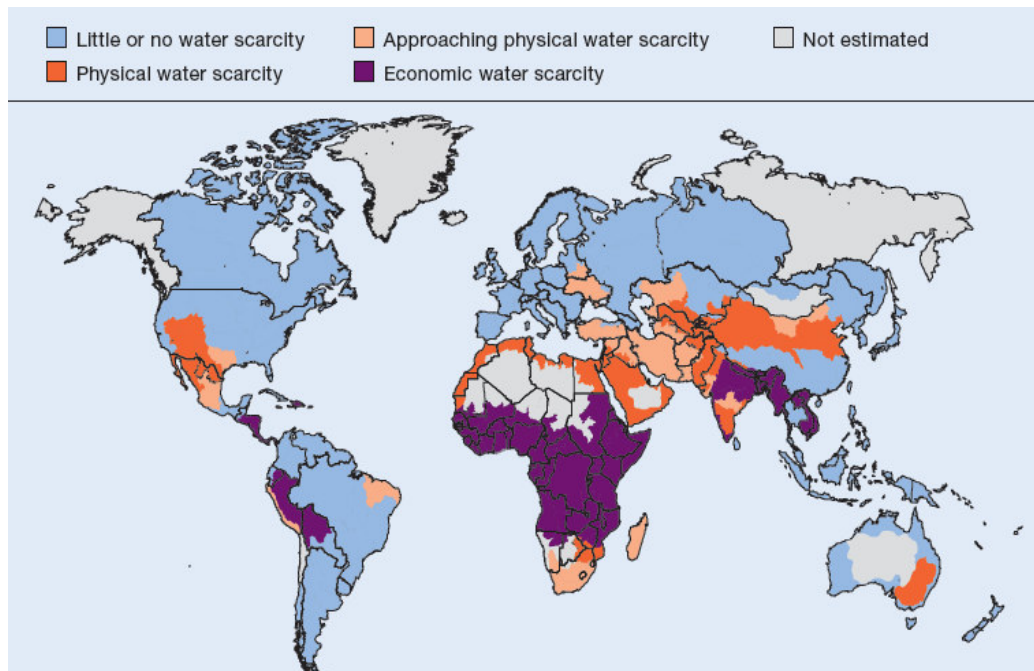 Little or no water scarcity
Approaching physical water scarcity
Not estimated
Physical water scarcity
Economic water scarcity